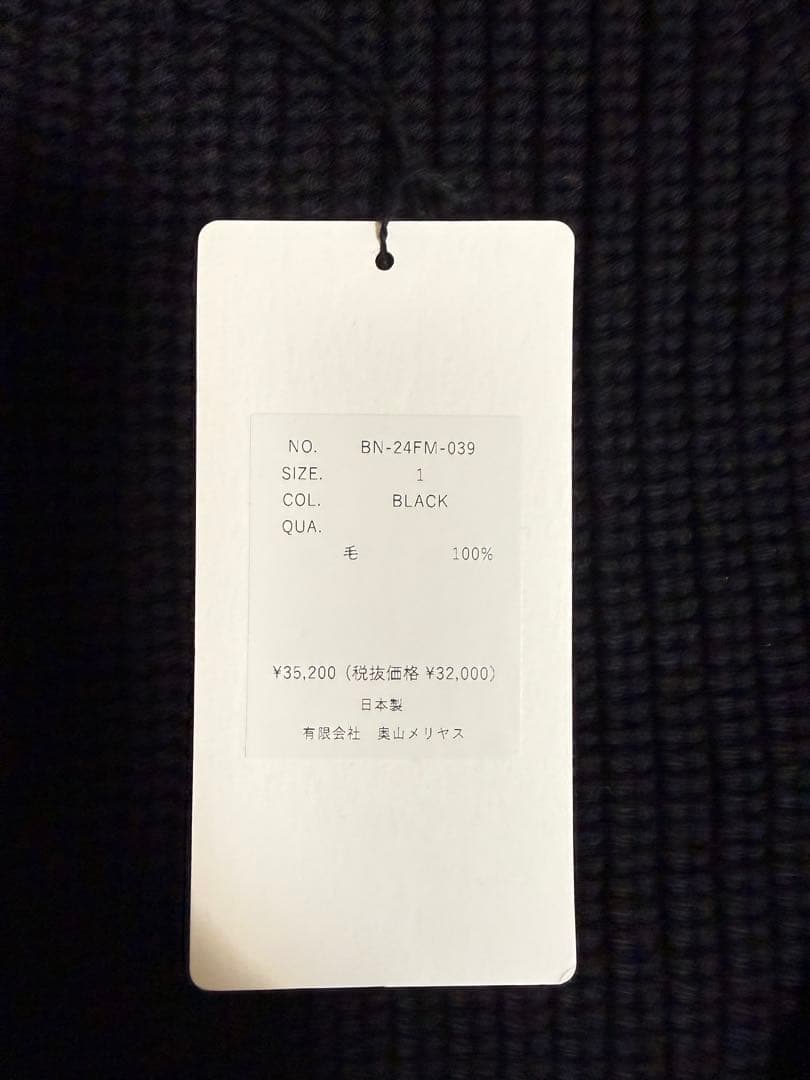 NO. BN-24FM-039
SIZE. 1
COL. BLACK
QUA.
毛 100%
¥35,200 (税抜価格 ¥32,000)
日本製
有限会社 奥山メリヤス